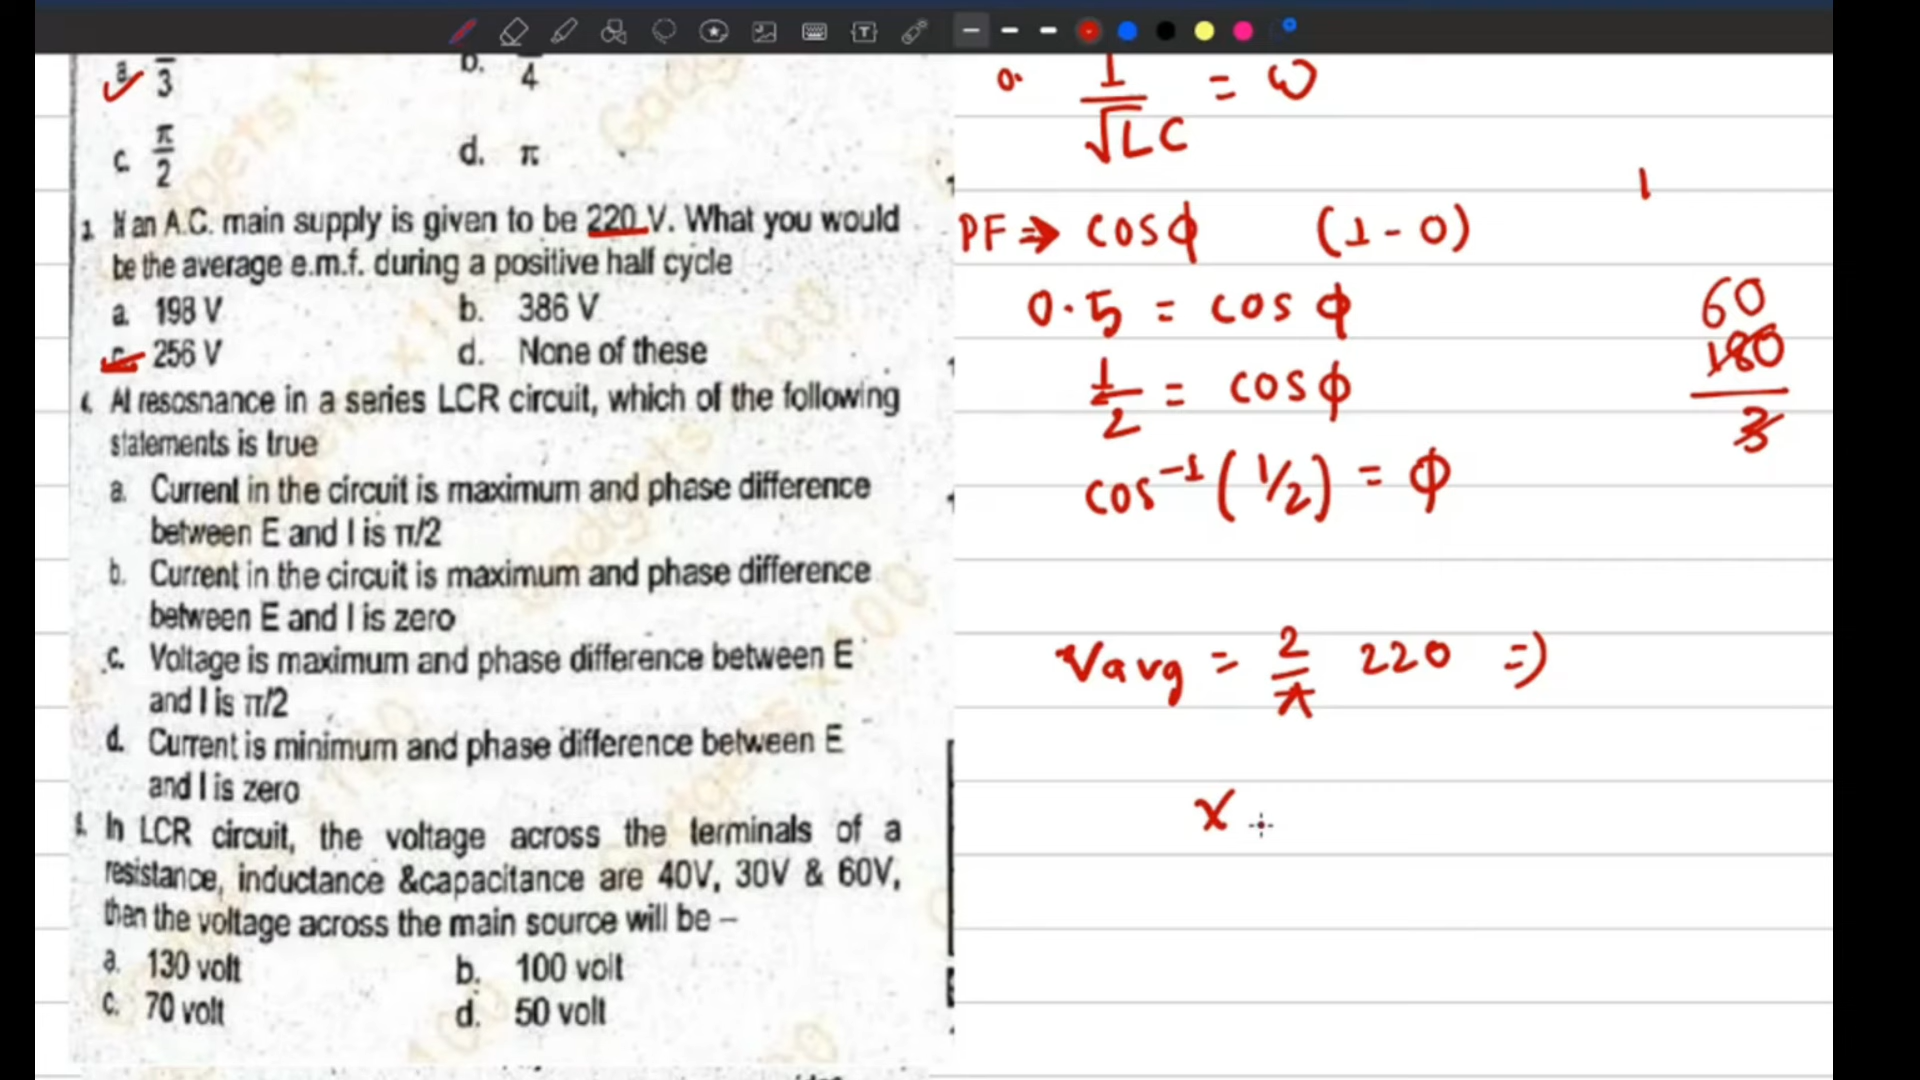 a. 3 b. 4
c. π/2 d. π
3. If an A.C. main supply is given to be 220 V. What you would
be the average e.m.f. during a positive half cycle
a. 198 V b. 386 V
c. 256 V d. None of these
4. At resosnance in a series LCR circuit, which of the following
statements is true
a. Current in the circuit is maximum and phase difference
between E and I is π/2
b. Current in the circuit is maximum and phase difference
between E and I is zero
c. Voltage is maximum and phase difference between E
and I is π/2
d. Current is minimum and phase difference between E
and I is zero
In LCR circuit, the voltage across the terminals of a
resistance, inductance &capacitance are 40V, 30V & 60V,
then the voltage across the main source will be –
a. 130 volt b. 100 volt
c. 70 volt d. 50 volt
1/√LC = ω
1
PF ⇒ cos φ (1 - 0)
0.5 = cos φ
1/2 = cos φ
cos⁻¹ (1/2) = φ
60
180
3
Vavg = 2/π 220 ⇒
x
Gadgets x 100